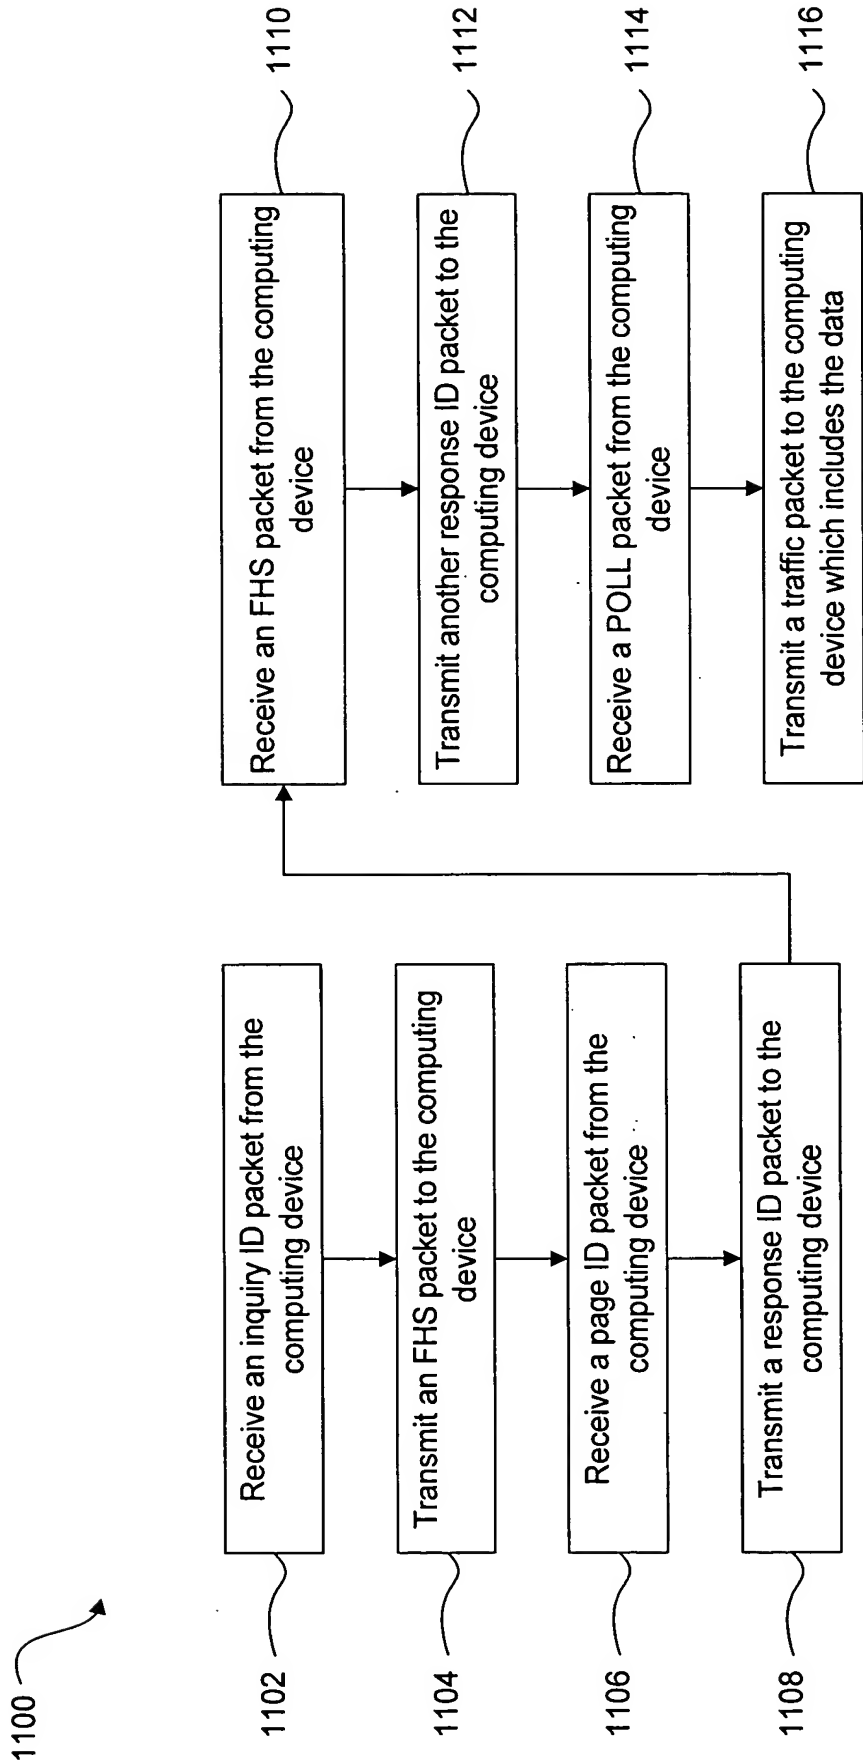 1100
1102
Receive an inquiry ID packet from the
computing device
1104
Transmit an FHS packet to the computing
device
1106
Receive a page ID packet from the
computing device
1108
Transmit a response ID packet to the
computing device
1110
Receive an FHS packet from the computing
device
1112
Transmit another response ID packet to the
computing device
1114
Receive a POLL packet from the computing
device
1116
Transmit a traffic packet to the computing
device which includes the data